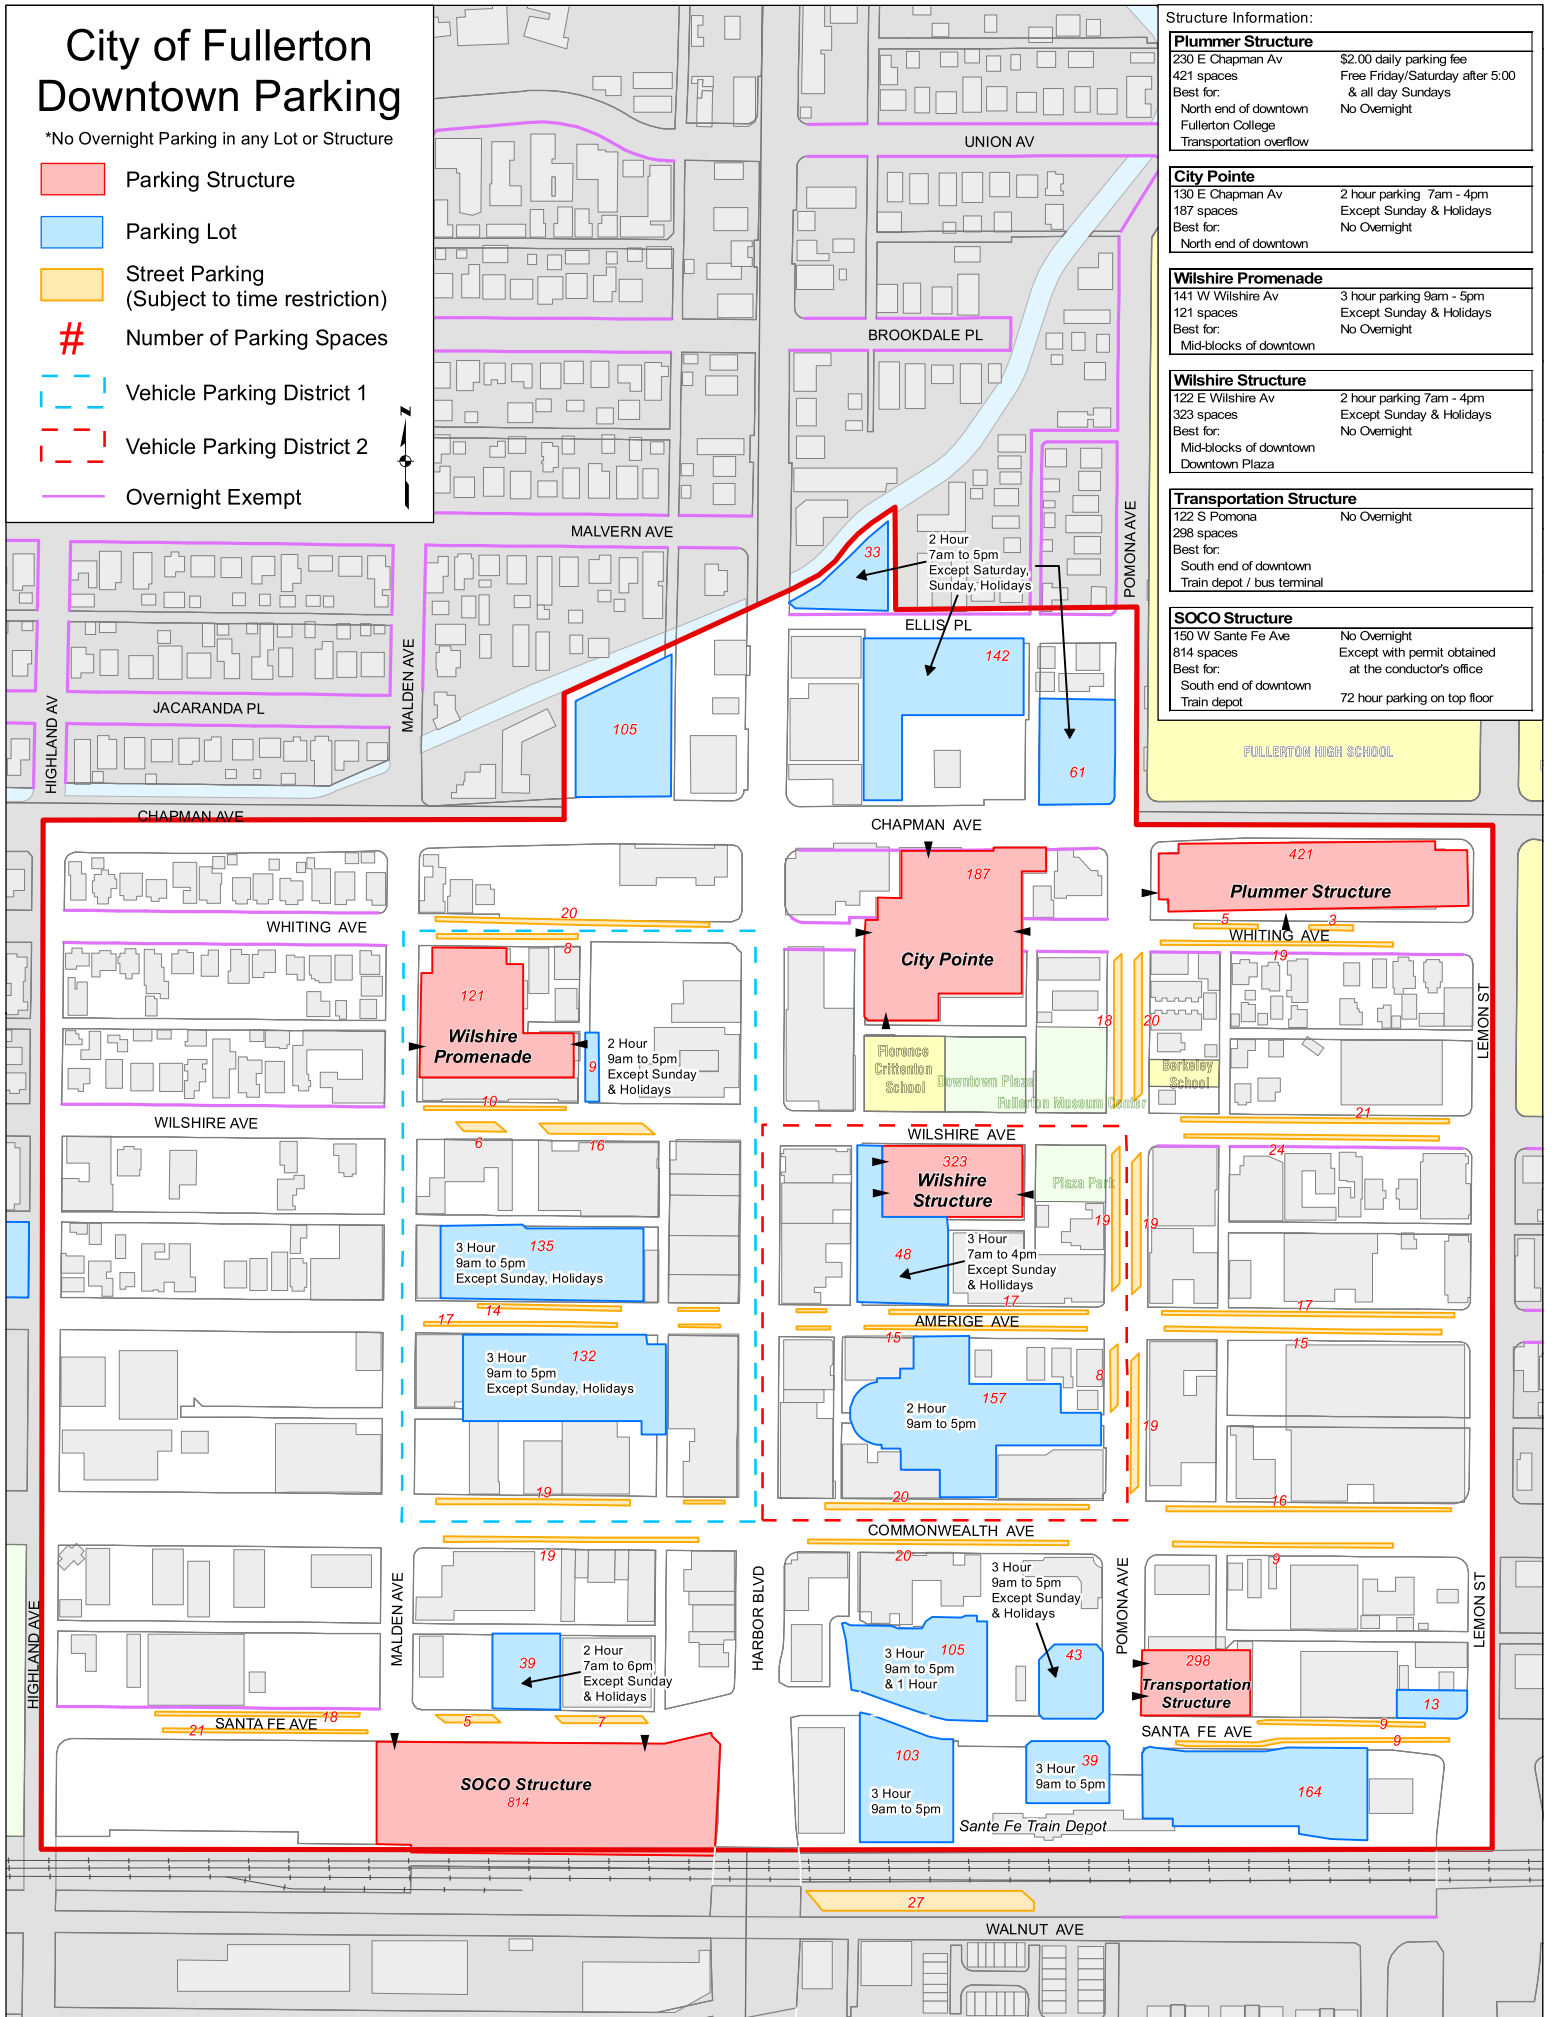 City of Fullerton
Downtown Parking
*No Overnight Parking in any Lot or Structure
Parking Structure
Parking Lot
Street Parking
(Subject to time restriction)
#
Number of Parking Spaces
Vehicle Parking District 1
Vehicle Parking District 2
Overnight Exempt
Z
Structure Information:
Plummer Structure
230 E Chapman Av $2.00 daily parking fee
421 spaces Free Friday/Saturday after 5:00
Best for: & all day Sundays
North end of downtown No Overnight
Fullerton College
Transportation overflow
City Pointe
130 E Chapman Av 2 hour parking 7am - 4pm
187 spaces Except Sunday & Holidays
Best for: No Overnight
North end of downtown
Wilshire Promenade
141 W Wilshire Av 3 hour parking 9am - 5pm
121 spaces Except Sunday & Holidays
Best for: No Overnight
Mid-blocks of downtown
Wilshire Structure
122 E Wilshire Av 2 hour parking 7am - 4pm
323 spaces Except Sunday & Holidays
Best for: No Overnight
Mid-blocks of downtown
Downtown Plaza
Transportation Structure
122 S Pomona No Overnight
298 spaces
Best for:
South end of downtown
Train depot / bus terminal
SOCO Structure
150 W Sante Fe Ave No Overnight
814 spaces Except with permit obtained
Best for: at the conductor's office
South end of downtown
Train depot 72 hour parking on top floor
UNION AV
BROOKDALE PL
MALVERN AVE
POMONA AVE
33
2 Hour
7am to 5pm
Except Saturday,
Sunday, Holidays
ELLIS PL
142
MALDEN AVE
HIGHLAND AV
JACARANDA PL
105
61
FULLERTON HIGH SCHOOL
CHAPMAN AVE
CHAPMAN AVE
187
421
Plummer Structure
20
5
3
WHITING AVE
WHITING AVE
8
19
City Pointe
121
Wilshire
Promenade
9
2 Hour
9am to 5pm
Except Sunday
& Holidays
18
20
LEMON ST
Florence
Crittenton
School
Downtown Plaza
Fullerton Museum Center
Berkeley
School
10
21
WILSHIRE AVE
WILSHIRE AVE
6
16
24
323
Wilshire
Structure
Plaza Park
19
19
135
3 Hour
9am to 5pm
Except Sunday, Holidays
48
3 Hour
7am to 4pm
Except Sunday
& Hollidays
14
17
17
17
AMERIGE AVE
15
15
132
3 Hour
9am to 5pm
Except Sunday, Holidays
157
2 Hour
9am to 5pm
8
19
19
20
16
COMMONWEALTH AVE
19
20
9
3 Hour
9am to 5pm
Except Sunday
& Holidays
HIGHLAND AVE
MALDEN AVE
HARBOR BLVD
POMONA AVE
LEMON ST
39
2 Hour
7am to 6pm
Except Sunday
& Holidays
105
3 Hour
9am to 5pm
& 1 Hour
43
298
Transportation
Structure
13
18
21
SANTA FE AVE
5
7
SANTA FE AVE
9
9
SOCO Structure
814
103
3 Hour
9am to 5pm
39
3 Hour
9am to 5pm
164
Sante Fe Train Depot
27
WALNUT AVE